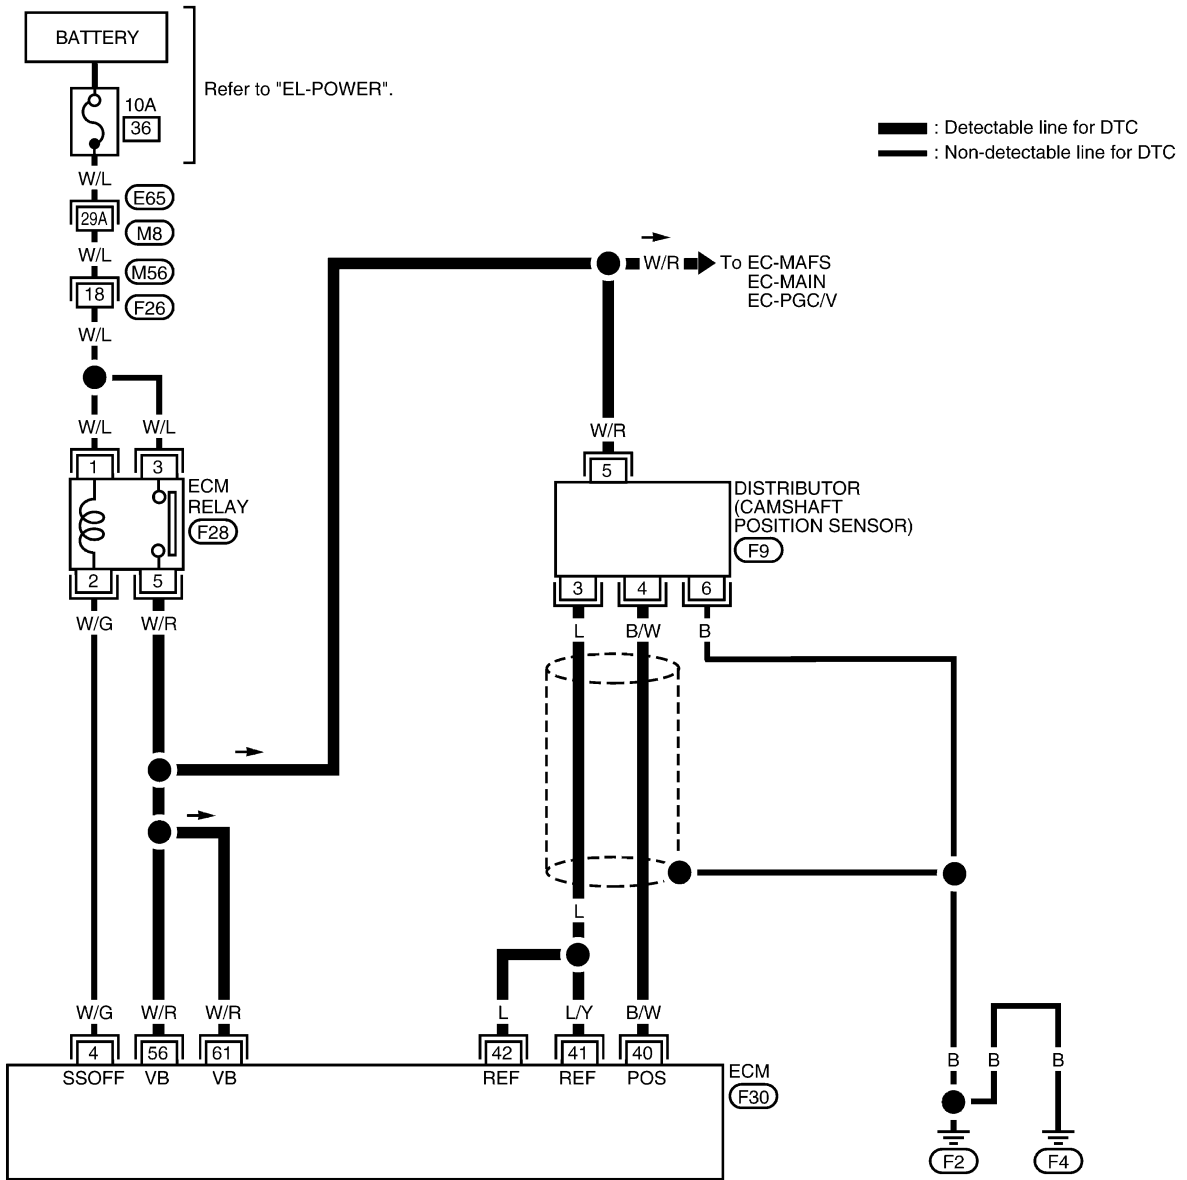 BATTERY
Refer to "EL-POWER".
10A
36
: Detectable line for DTC
: Non-detectable line for DTC
W/L
E65
29A
M8
W/L
M56
18
F26
W/L
W/R
To EC-MAFS
EC-MAIN
EC-PGC/V
W/L
W/L
W/R
1
3
5
ECM
RELAY
F28
DISTRIBUTOR
(CAMSHAFT
POSITION SENSOR)
F9
2
5
3
4
6
W/G
W/R
L
B/W
B
L
W/G
W/R
W/R
L
L/Y
B/W
4
56
61
42
41
40
SSOFF
VB
VB
REF
REF
POS
ECM
F30
B
B
B
F2
F4